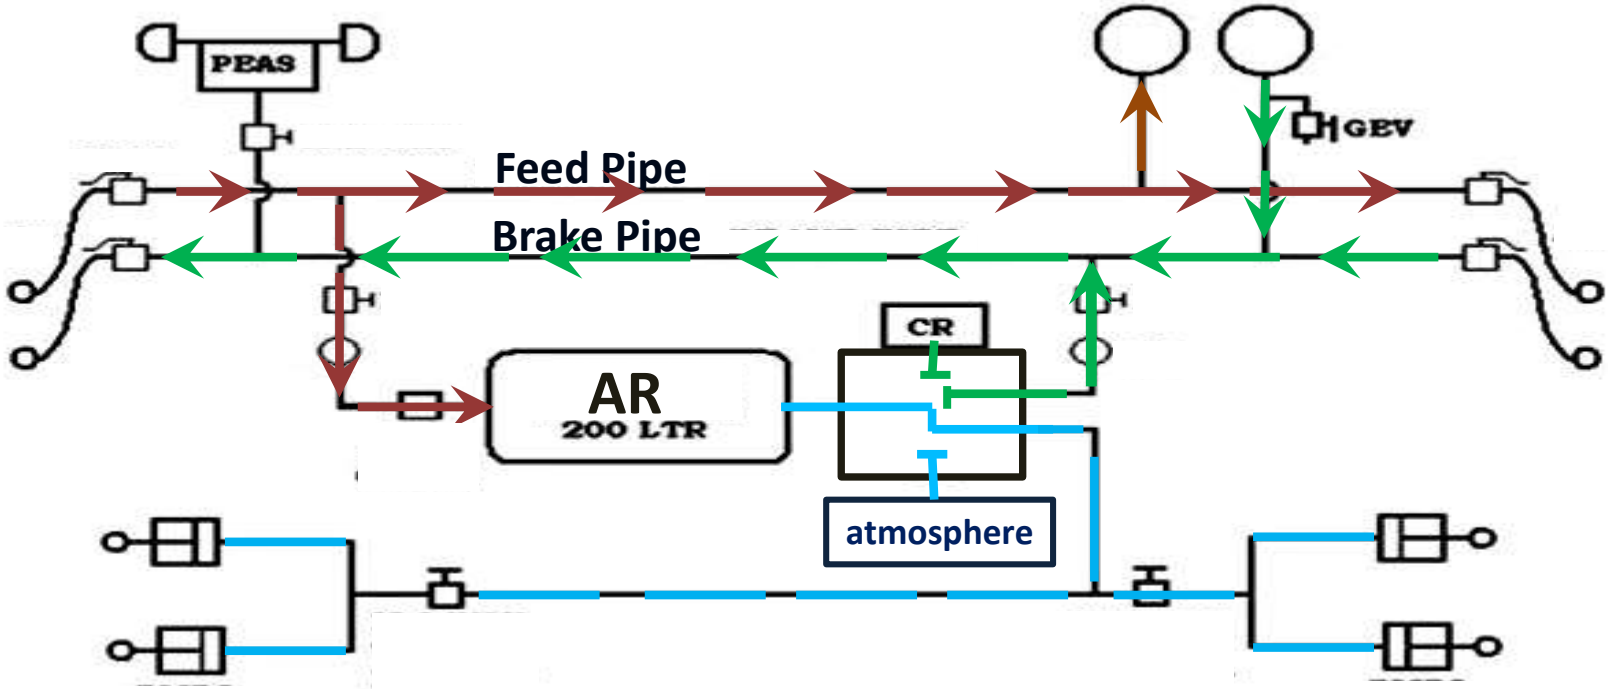 PEAS
GEV
Feed Pipe
Brake Pipe
CR
AR
200 LTR
atmosphere